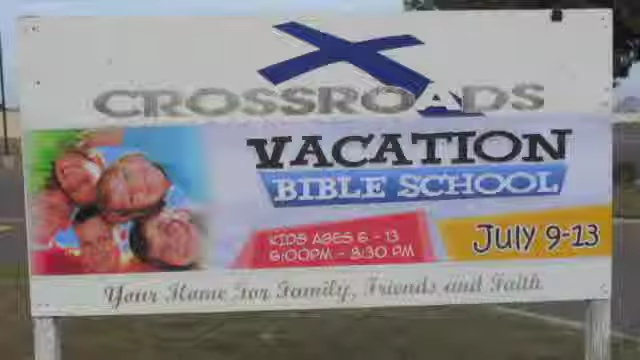 CROSSROADS
VACATION
BIBLE SCHOOL
KIDS AGES 6 - 13
6:00PM - 8:30 PM
JULY 9-13
Your Home For Family, Friends and Faith